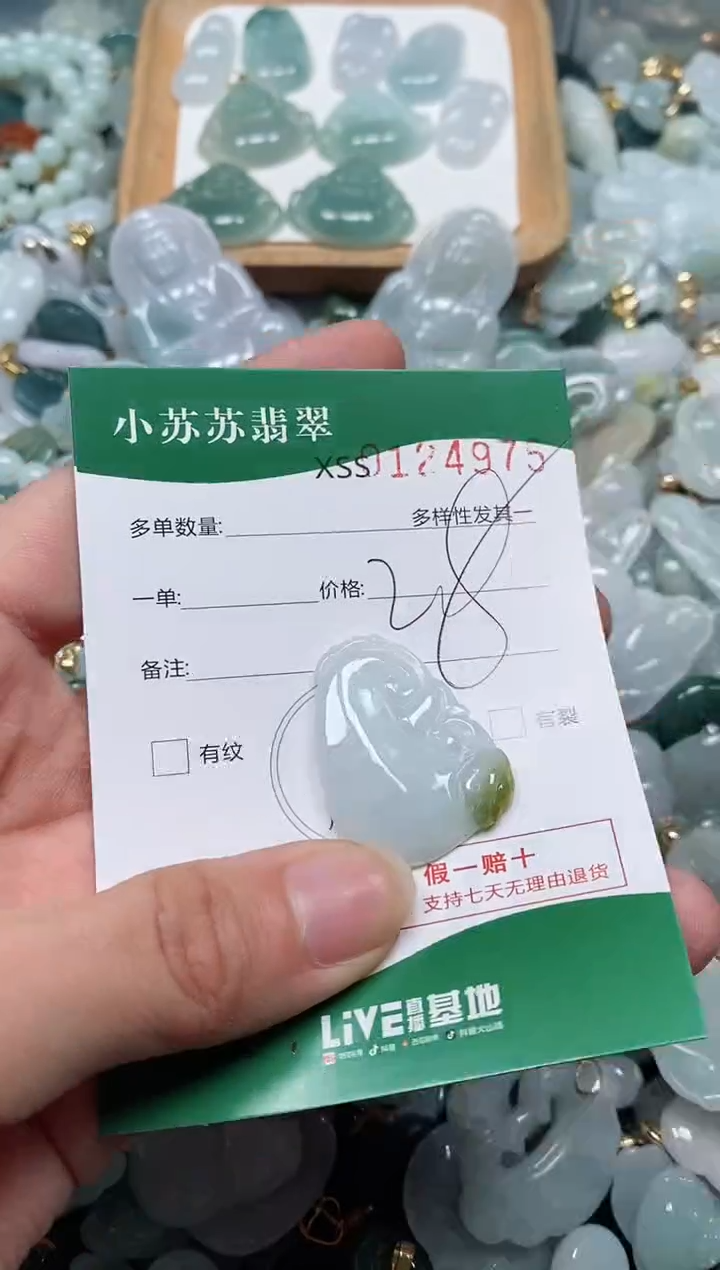 小苏苏翡翠
XSS0124975
多单数量: 多样性发其一
一单: 价格: 28
备注:
有纹 有裂
假一赔十
支持七天无理由退货
LiVE直播基地